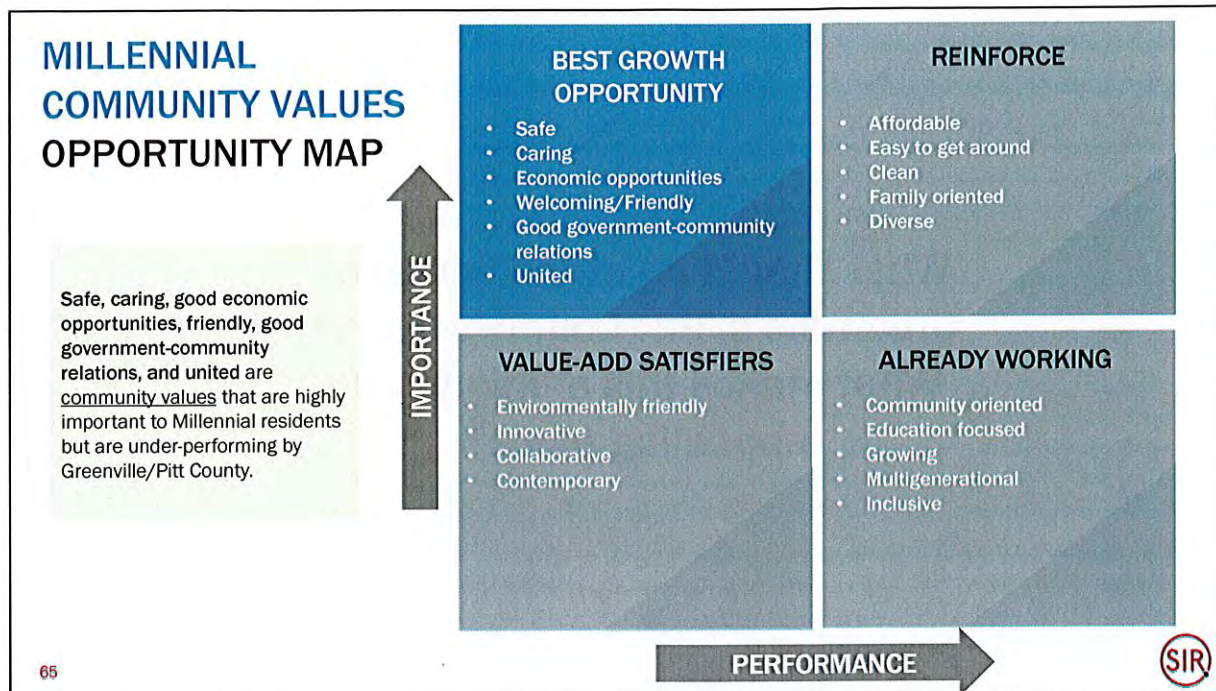 MILLENNIAL
COMMUNITY VALUES
OPPORTUNITY MAP
Safe, caring, good economic
opportunities, friendly, good
government-community
relations, and united are
community values that are highly
important to Millennial residents
but are under-performing by
Greenville/Pitt County.
IMPORTANCE
BEST GROWTH
OPPORTUNITY
• Safe
• Caring
• Economic opportunities
• Welcoming/Friendly
• Good government-community
relations
• United
REINFORCE
• Affordable
• Easy to get around
• Clean
• Family oriented
• Diverse
VALUE-ADD SATISFIERS
• Environmentally friendly
• Innovative
• Collaborative
• Contemporary
ALREADY WORKING
• Community oriented
• Education focused
• Growing
• Multigenerational
• Inclusive
PERFORMANCE
65
SIR